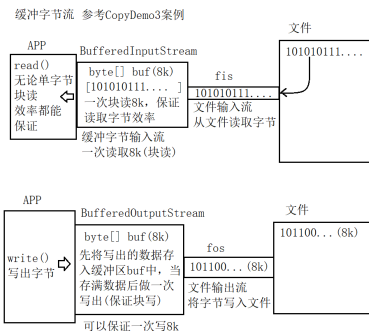 缓冲字节流 参考CopyDemo3案例
文件
APP
BufferedInputStream
101010111....
read()
无论单字节
块读
效率都能
保证
byte[] buf(8k)
[101010111.... ]
一次块读8k，保证
读取字节效率
fis
101010111....
文件输入流
从文件读取字节
缓冲字节输入流
一次读取8k(块读)
APP
BufferedOutputStream
文件
write()
写出字节
byte[] buf(8k)
先将写出的数据存
入缓冲区buf中，当
存满数据后做一次
写出(保证块写)
fos
101100...(8k)
文件输出流
将字节写入文件
101100...(8k)
可以保证一次写8k